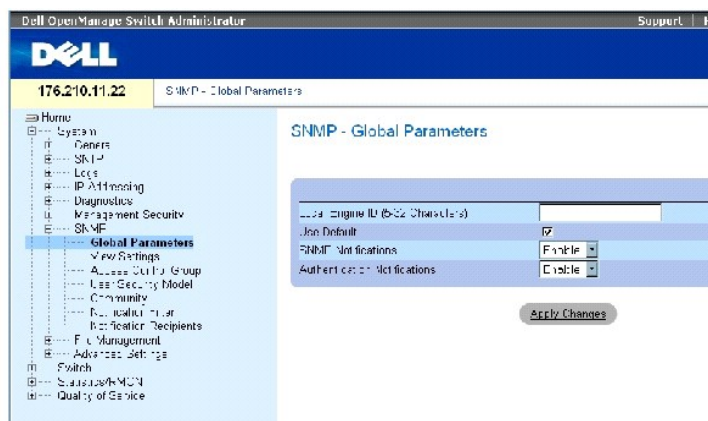 Dell OpenManage Switch Administrator
Support
DELL
176.210.11.22
SNMP - Global Parameters
Home
System
General
SNTP
Logs
IP Addressing
Diagnostics
Management Security
SNMP
Global Parameters
View Settings
Access Control Group
User Security Model
Community
Notification Filter
Notification Recipients
File Management
Advanced Settings
Switch
Statistics/RMON
Quality of Service
SNMP - Global Parameters
Local Engine ID (5-32 Characters)
Use Default
SNMP Notifications
Enable
Authentication Notifications
Enable
Apply Changes